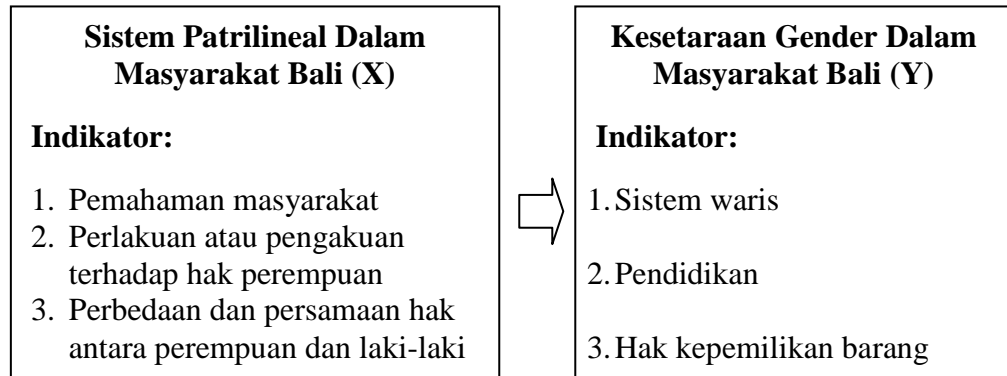 Sistem Patrilineal Dalam
Masyarakat Bali (X)
Indikator:
1. Pemahaman masyarakat
2. Perlakuan atau pengakuan
terhadap hak perempuan
3. Perbedaan dan persamaan hak
antara perempuan dan laki-laki
Kesetaraan Gender Dalam
Masyarakat Bali (Y)
Indikator:
1. Sistem waris
2. Pendidikan
3. Hak kepemilikan barang